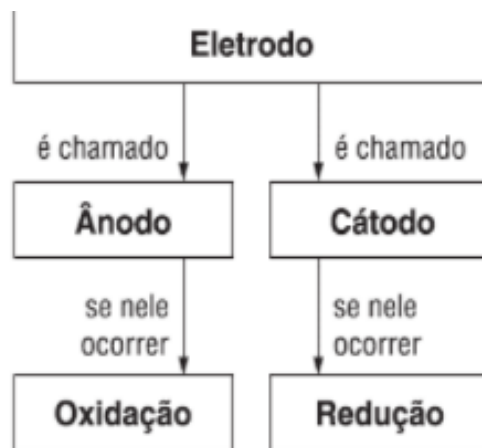 Eletrodo
é chamado
é chamado
Ânodo
Cátodo
se nele
ocorrer
se nele
ocorrer
Oxidação
Redução